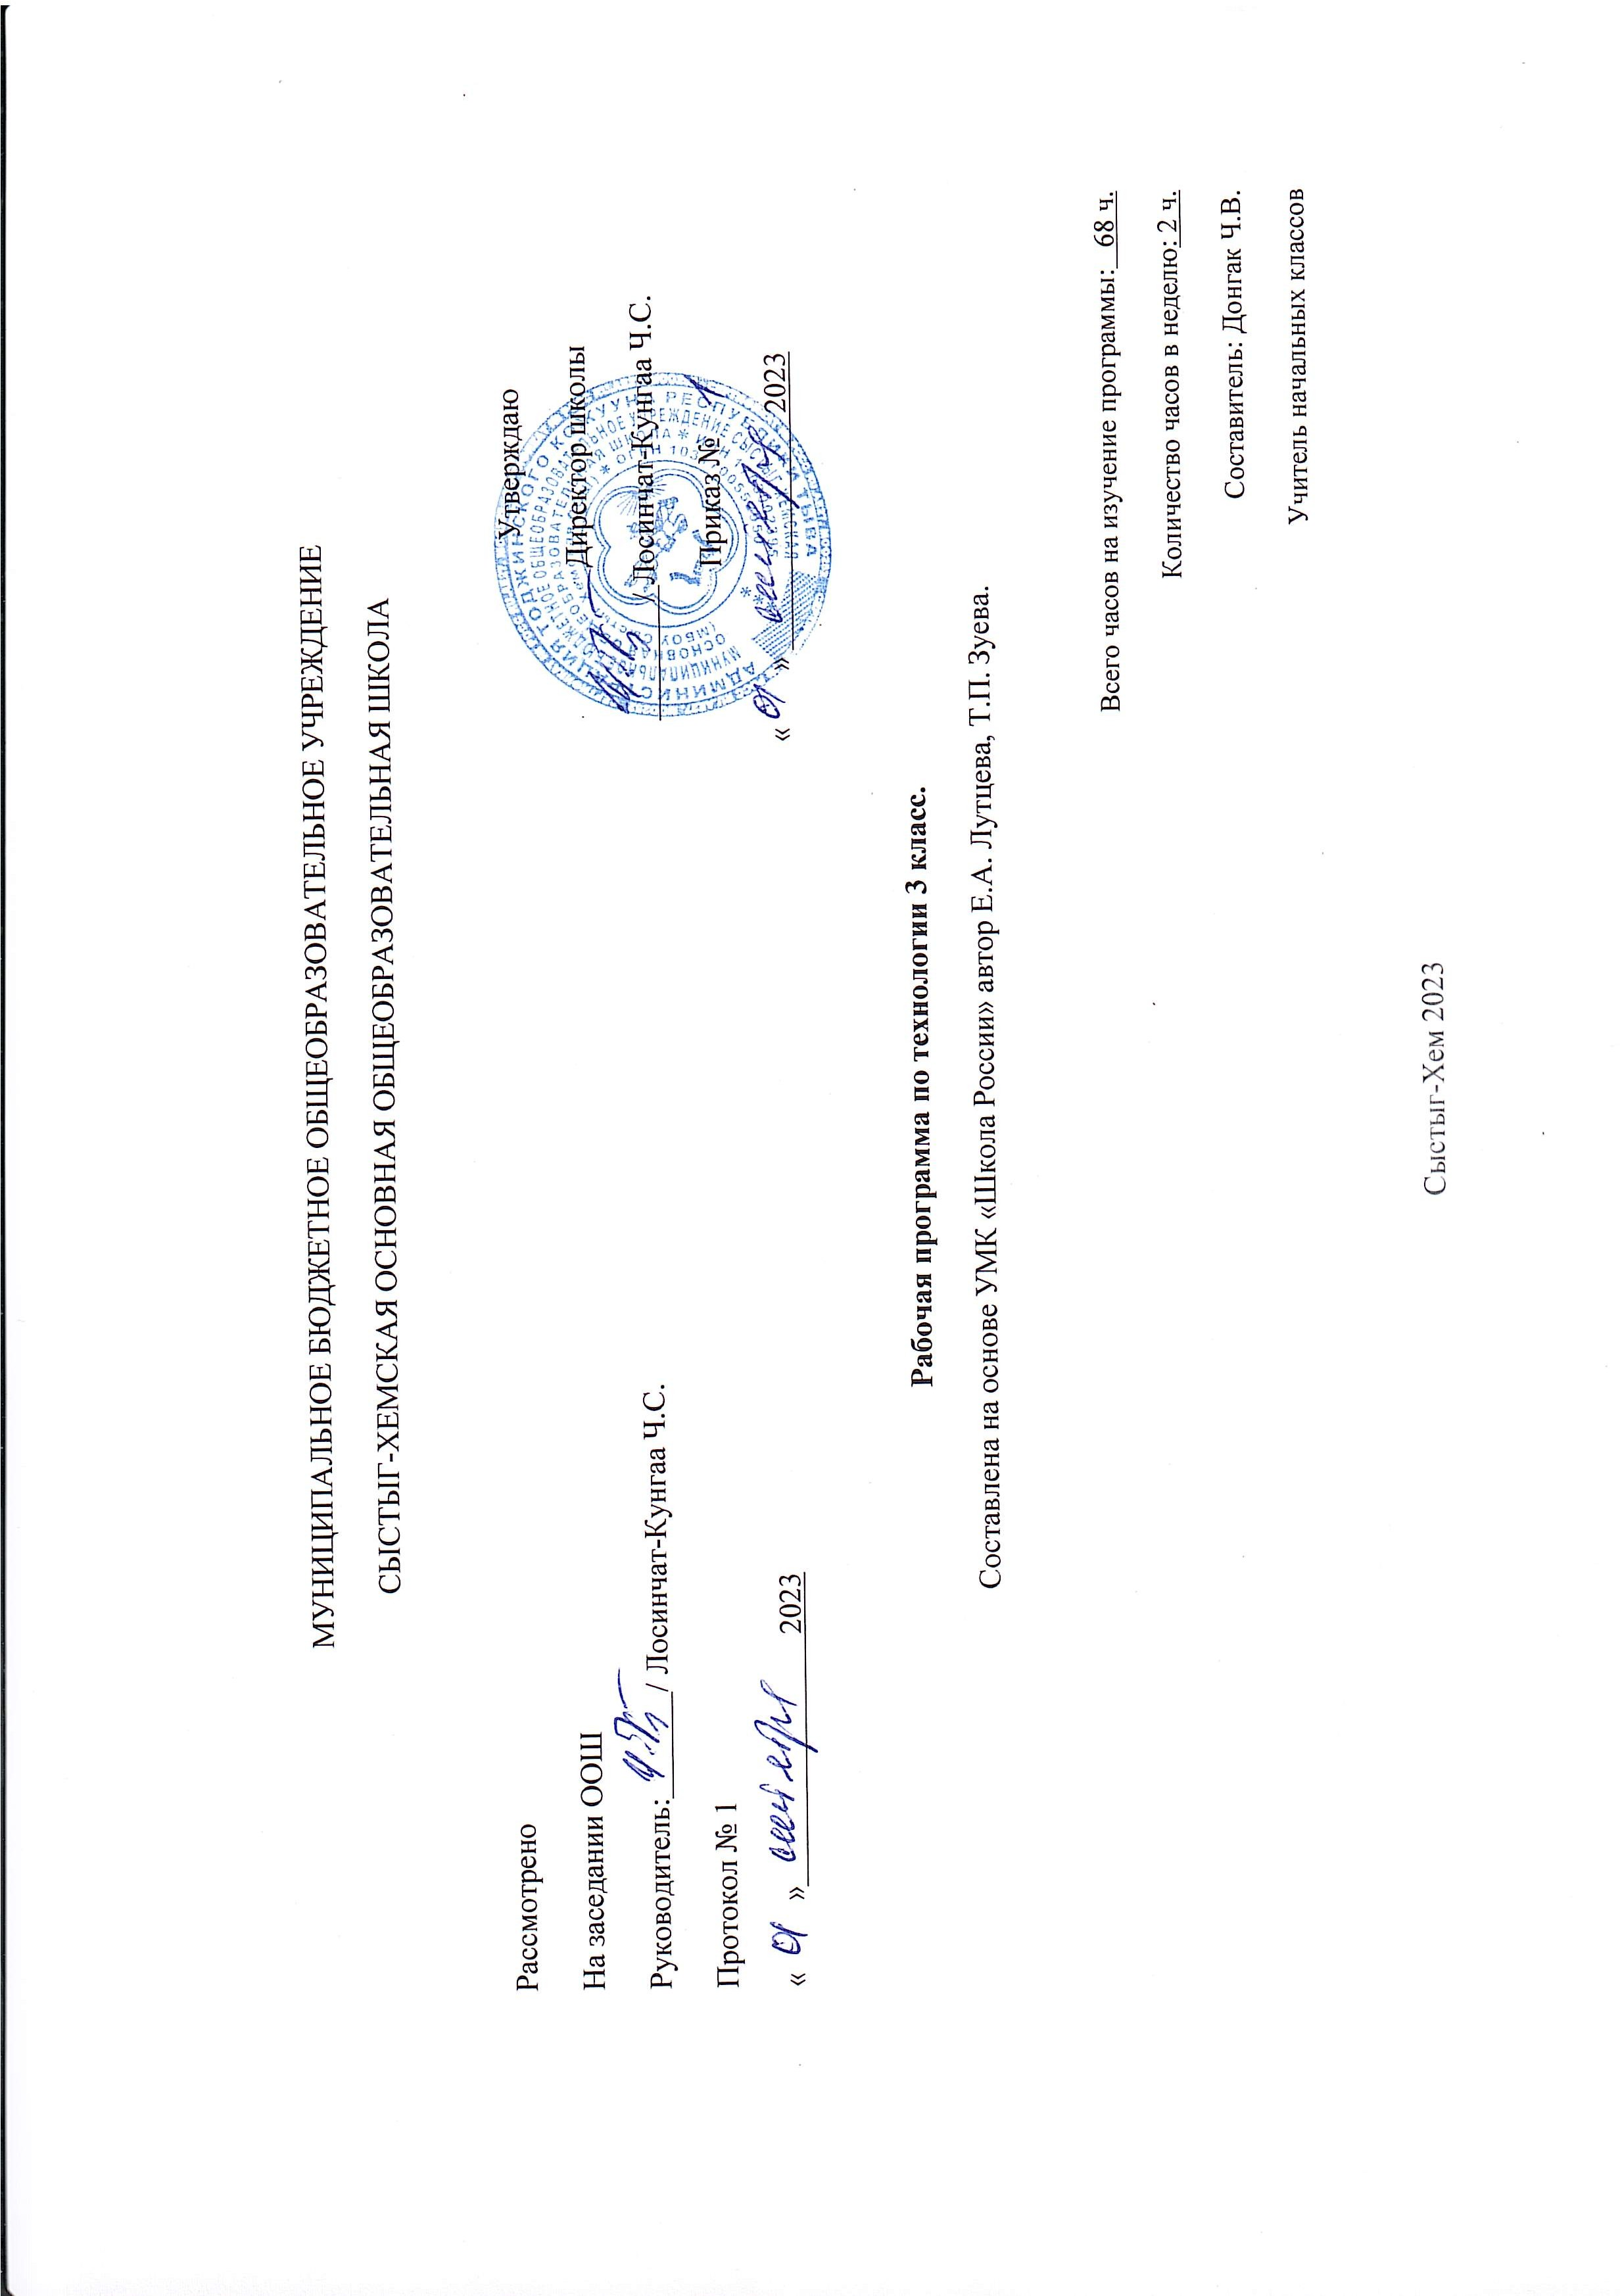 МУНИЦИПАЛЬНОЕ БЮДЖЕТНОЕ ОБЩЕОБРАЗОВАТЕЛЬНОЕ УЧРЕЖДЕНИЕ
СЫСТЫГ-ХЕМСКАЯ ОСНОВНАЯ ОБЩЕОБРАЗОВАТЕЛЬНАЯ ШКОЛА
Рассмотрено
На заседании ООШ
Руководитель:________/ Лосинчат-Кунгаа Ч.С.
Протокол № 1
« 01 » сентября 2023
Утверждаю
Директор школы
________/ Лосинчат-Кунгаа Ч.С.
Приказ № 1
« 01 » сентября 2023
Рабочая программа по технологии 3 класс.
Составлена на основе УМК «Школа России» автор Е.А. Лутцева, Т.П. Зуева.
Всего часов на изучение программы: 68 ч.
Количество часов в неделю: 2 ч.
Составитель: Донгак Ч.В.
Учитель начальных классов
Сыстыг-Хем 2023